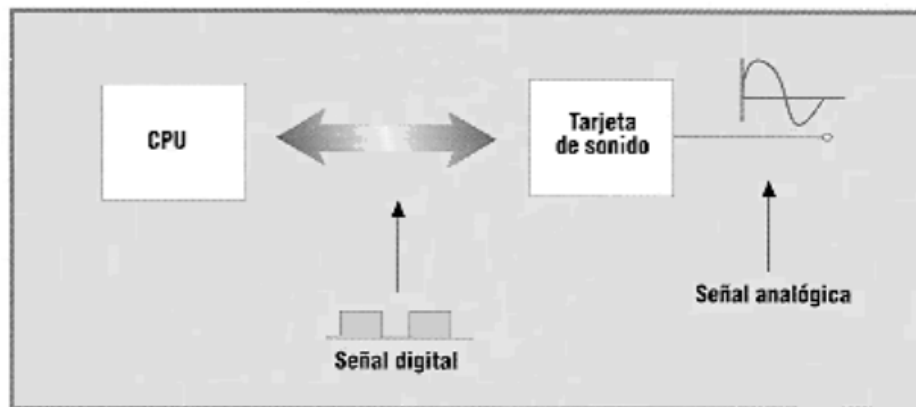 CPU
Tarjeta
de sonido
Señal analógica
Señal digital